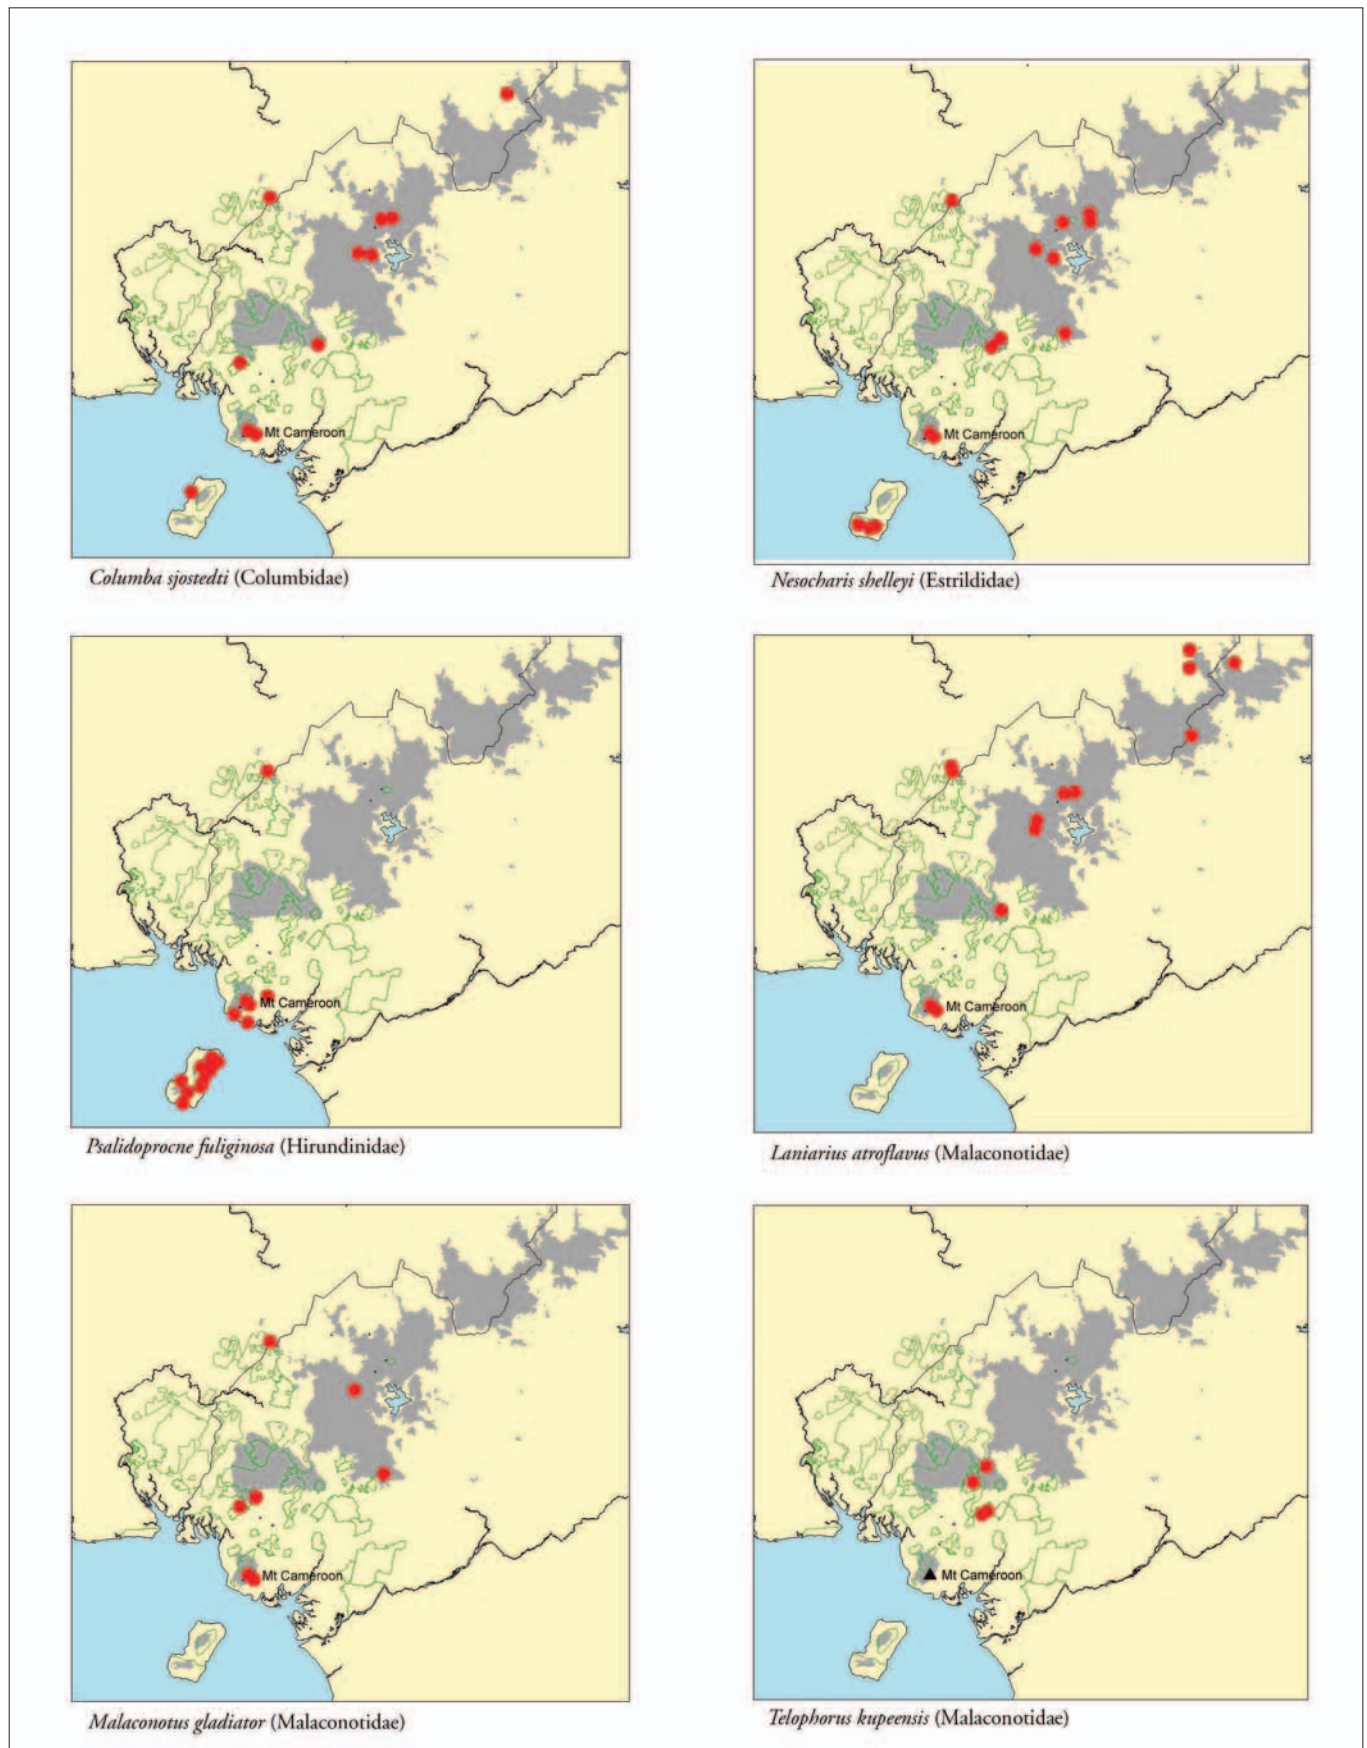 Mt Cameroon
Columba sjostedti (Columbidae)
Mt Cameroon
Nesocharis shelleyi (Estrildidae)
Mt Cameroon
Psalidoprocne fuliginosa (Hirundinidae)
Mt Cameroon
Laniarius atroflavus (Malaconotidae)
Mt Cameroon
Malaconotus gladiator (Malaconotidae)
Mt Cameroon
Telophorus kupeensis (Malaconotidae)